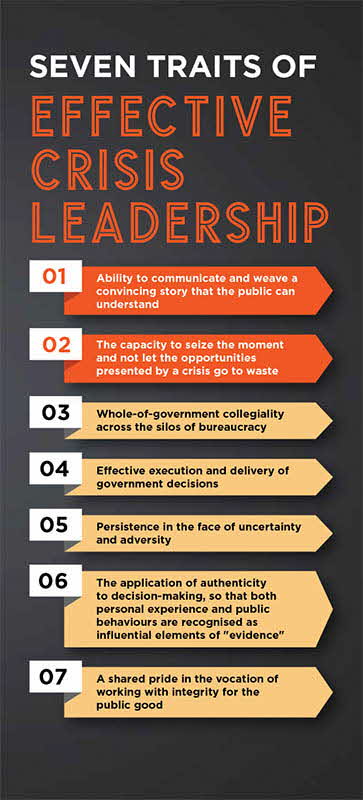 SEVEN TRAITS OF
EFFECTIVE
CRISIS
LEADERSHIP
01
Ability to communicate and weave a
convincing story that the public can
understand
02
The capacity to seize the moment
and not let the opportunities
presented by a crisis go to waste
03
Whole-of-government collegiality
across the silos of bureaucracy
04
Effective execution and delivery of
government decisions
05
Persistence in the face of uncertainty
and adversity
06
The application of authenticity
to decision-making, so that both
personal experience and public
behaviours are recognised as
influential elements of "evidence"
07
A shared pride in the vocation of
working with integrity for the
public good